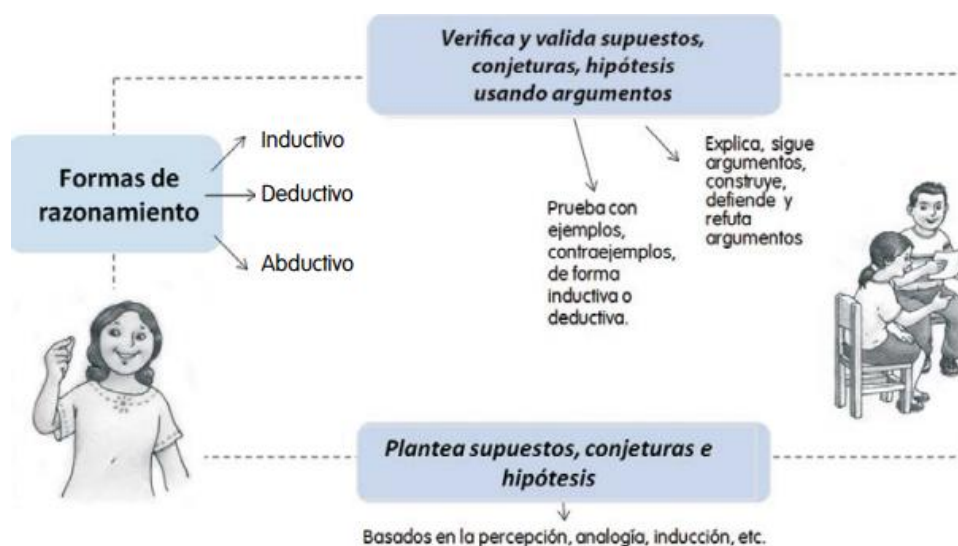 Verifica y valida supuestos,
conjeturas, hipótesis
usando argumentos
Formas de
razonamiento
Inductivo
Deductivo
Abductivo
Prueba con
ejemplos,
contraejemplos,
de forma
inductiva o
deductiva.
Explica, sigue
argumentos,
construye,
defiende y
refuta
argumentos
Plantea supuestos, conjeturas e
hipótesis
Basados en la percepción, analogía, inducción, etc.